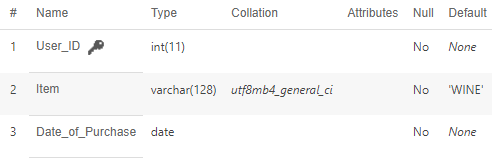 # Name Type Collation Attributes Null Default
1 User_ID int(11) No None
2 Item varchar(128) utf8mb4_general_ci No 'WINE'
3 Date_of_Purchase date No None